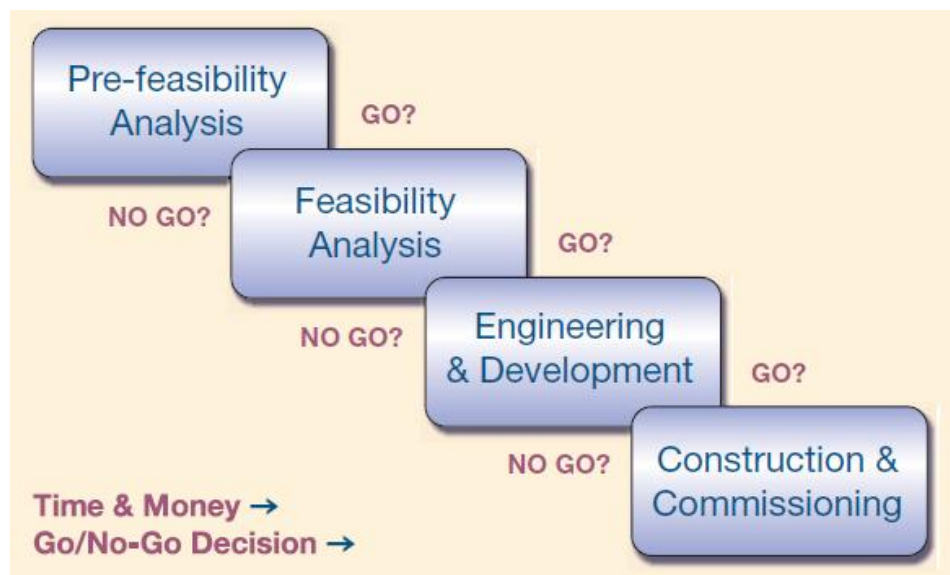 Pre-feasibility
Analysis
GO?
NO GO?
Feasibility
Analysis
GO?
NO GO?
Engineering
& Development
GO?
NO GO?
Construction &
Commissioning
Time & Money →
Go/No-Go Decision →